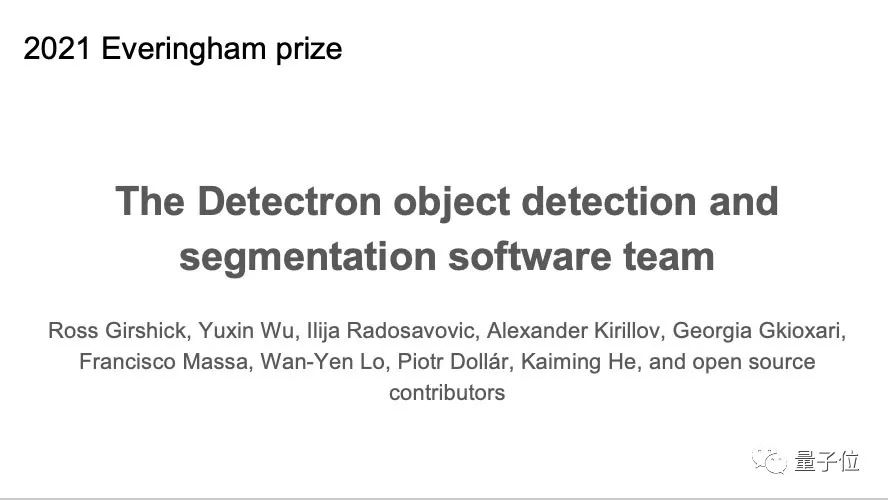 2021 Everingham prize
The Detectron object detection and
segmentation software team
Ross Girshick, Yuxin Wu, Ilija Radosavovic, Alexander Kirillov, Georgia Gkioxari,
Francisco Massa, Wan-Yen Lo, Piotr Dollár, Kaiming He, and open source
contributors
量子位